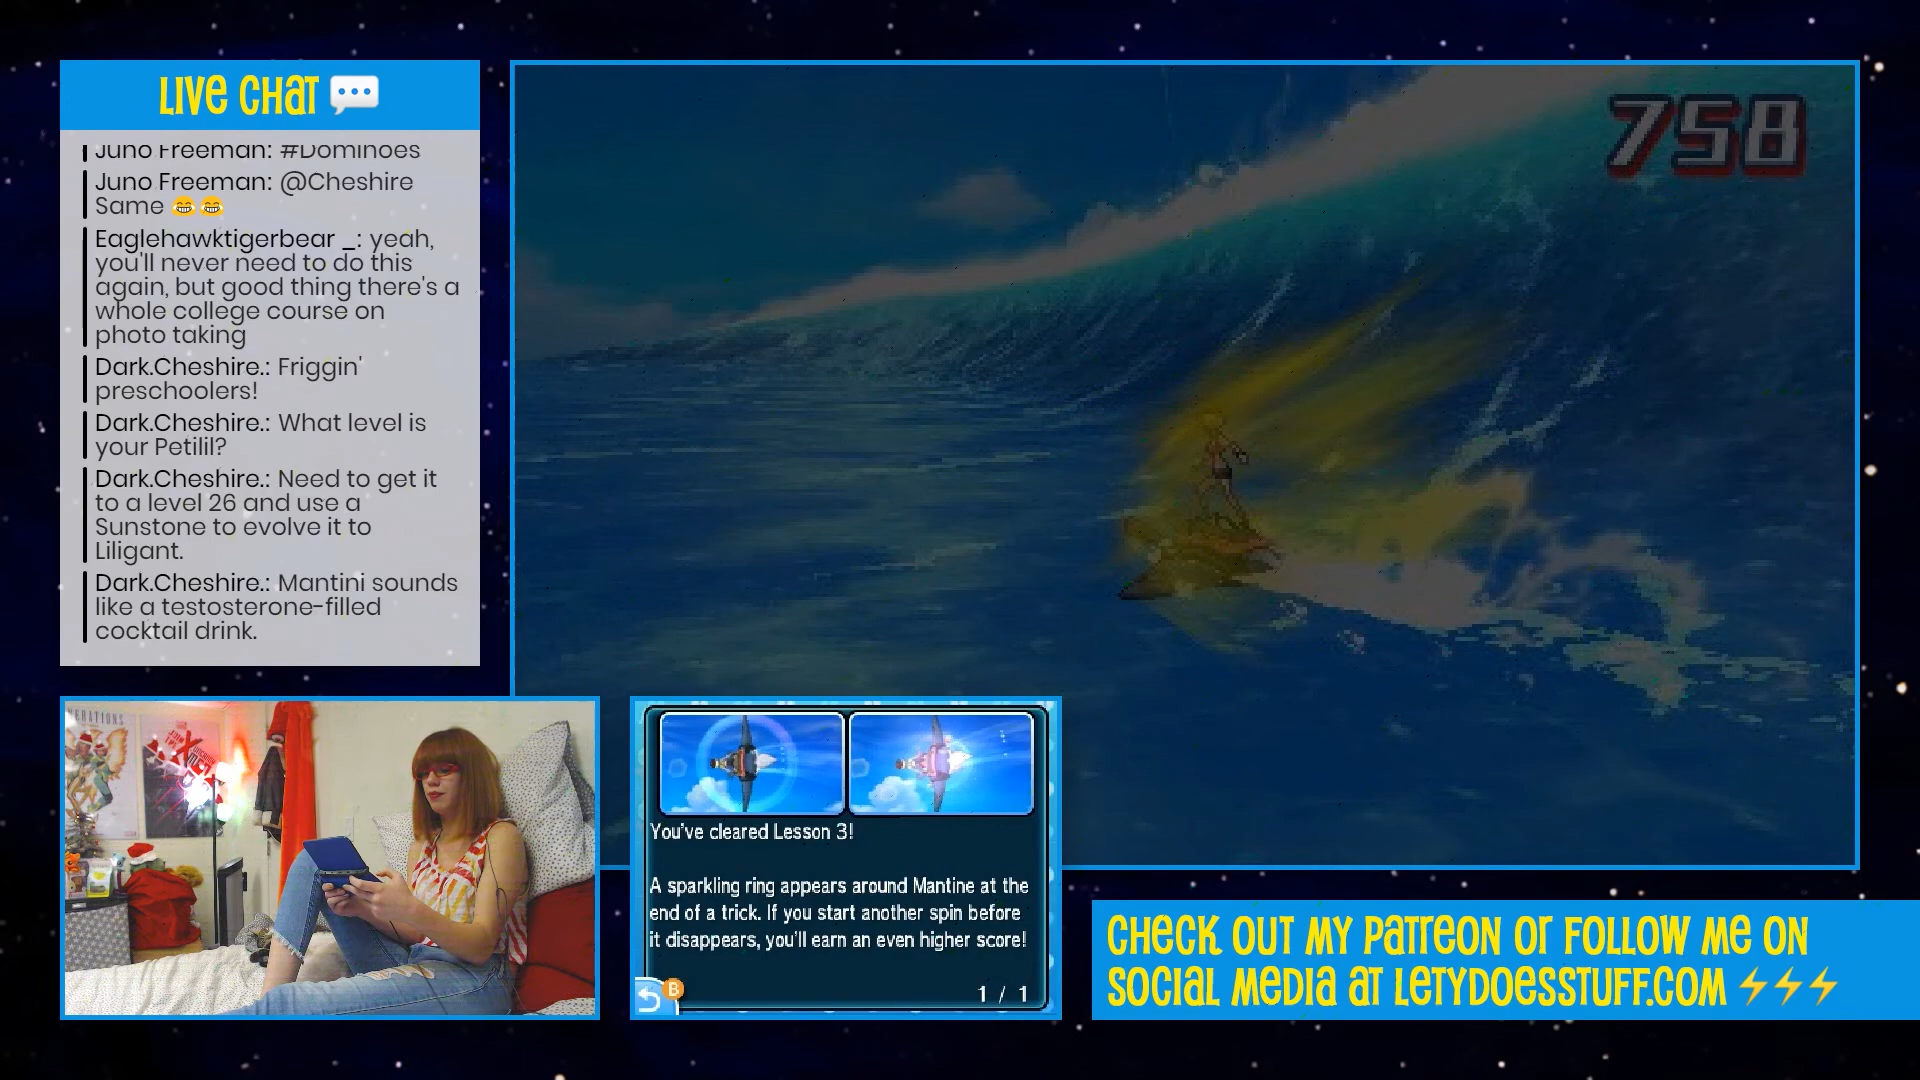 LIVE CHAT
Juno Freeman: #Dominoes
Juno Freeman: @Cheshire
Same 😂😂
Eaglehawktigerbear _: yeah,
you'll never need to do this
again, but good thing there's a
whole college course on
photo taking
Dark.Cheshire.: Friggin'
preschoolers!
Dark.Cheshire.: What level is
your Petilil?
Dark.Cheshire.: Need to get it
to a level 26 and use a
Sunstone to evolve it to
Liligant.
Dark.Cheshire.: Mantini sounds
like a testosterone-filled
cocktail drink.
758
You've cleared Lesson 3!
A sparkling ring appears around Mantine at the
end of a trick. If you start another spin before
it disappears, you'll earn an even higher score!
B
1 / 1
CHECK OUT MY PATREON OR FOLLOW ME ON
SOCIAL MEDIA AT LETYDOESSTUFF.COM ⚡⚡⚡